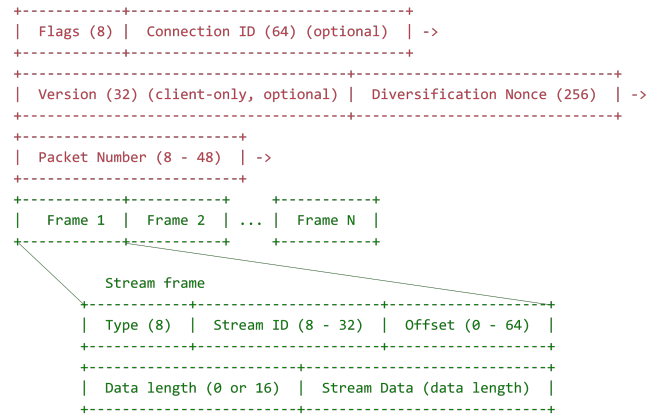 Flags (8) | Connection ID (64) (optional) | ->
Version (32) (client-only, optional) | Diversification Nonce (256) | ->
Packet Number (8 - 48) | ->
Frame 1 | Frame 2 | ... | Frame N |
Stream frame
Type (8) | Stream ID (8 - 32) | Offset (0 - 64) |
Data length (0 or 16) | Stream Data (data length) |